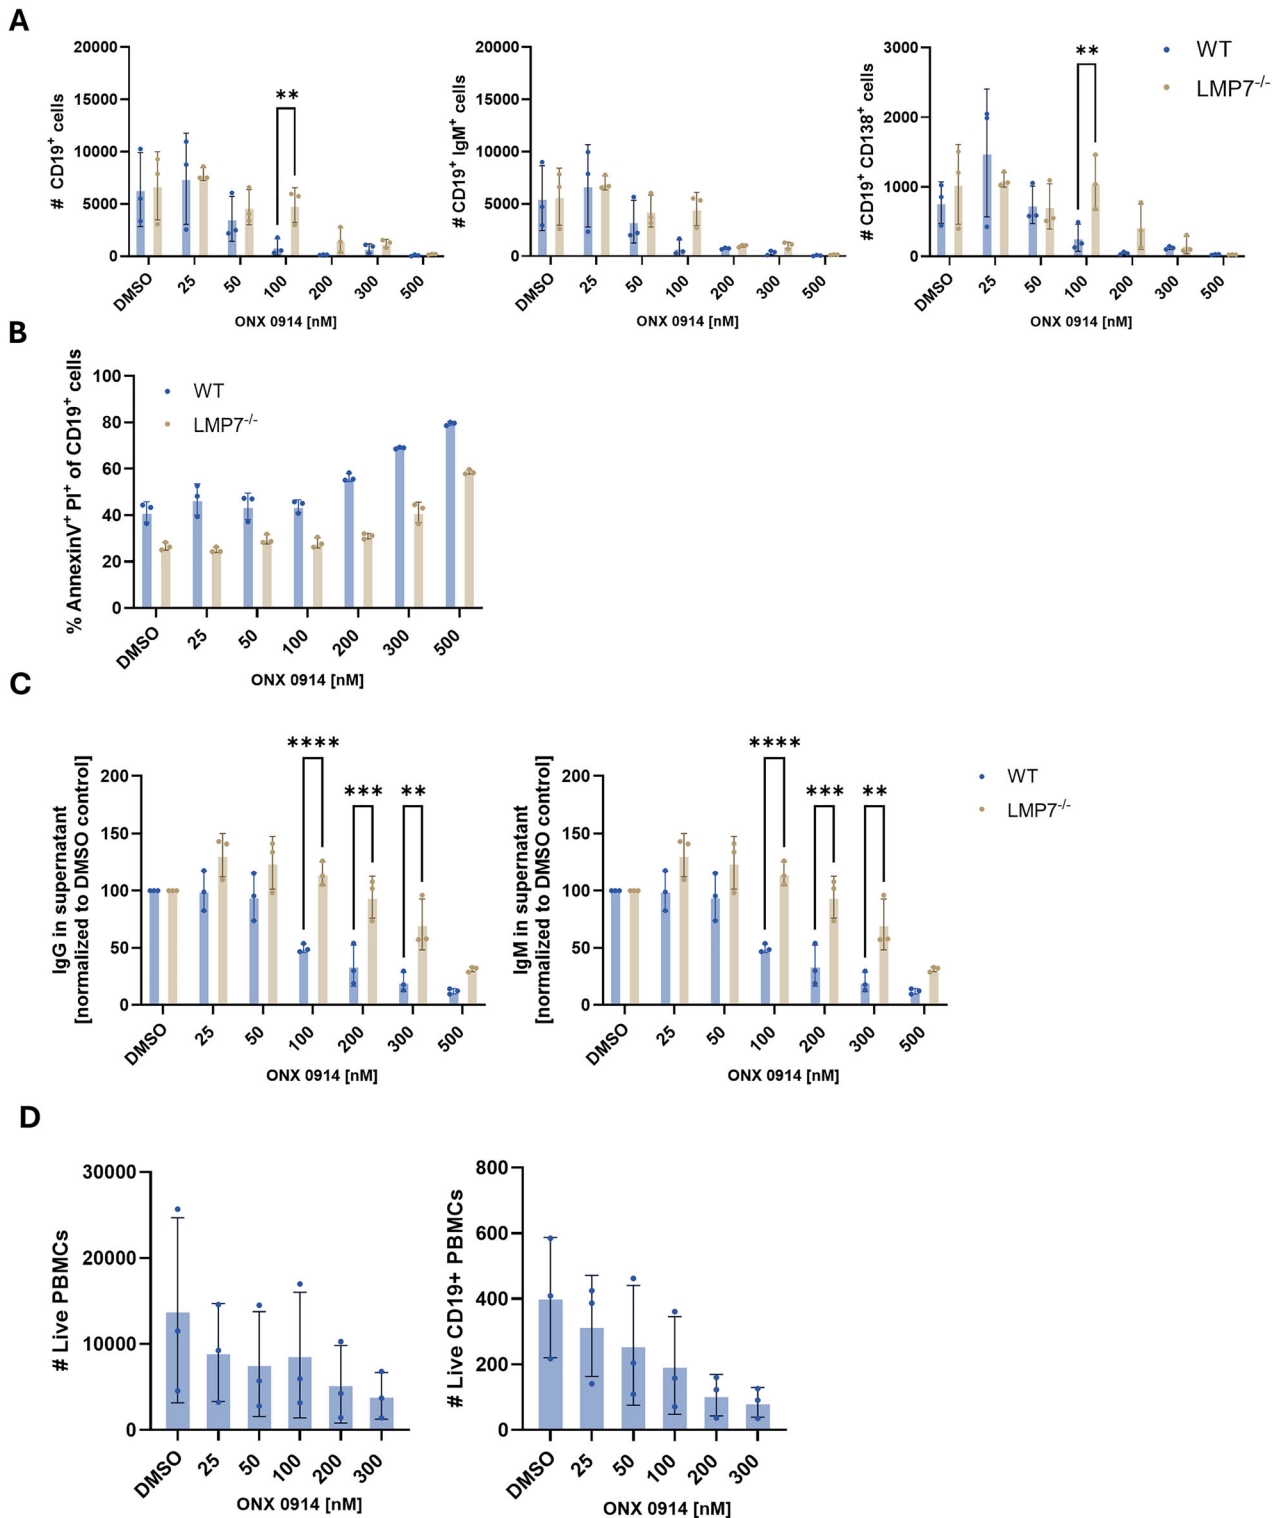 A
# CD19+ cells
20000
15000
10000
5000
0
**
DMSO 25 50 100 200 300 500
ONX 0914 [nM]
# CD19+ IgM+ cells
20000
15000
10000
5000
0
DMSO 25 50 100 200 300 500
ONX 0914 [nM]
# CD19+ CD138+ cells
3000
2000
1000
0
**
DMSO 25 50 100 200 300 500
ONX 0914 [nM]
WT
LMP7-/-
B
% AnnexinV+ PI+ of CD19+ cells
100
80
60
40
20
0
WT
LMP7-/-
DMSO 25 50 100 200 300 500
ONX 0914 [nM]
C
IgG in supernatant
[normalized to DMSO control]
200
150
100
50
0
****
***
**
DMSO 25 50 100 200 300 500
ONX 0914 [nM]
IgM in supernatant
[normalized to DMSO control]
200
150
100
50
0
****
***
**
DMSO 25 50 100 200 300 500
ONX 0914 [nM]
WT
LMP7-/-
D
# Live PBMCs
30000
20000
10000
0
DMSO 25 50 100 200 300
ONX 0914 [nM]
# Live CD19+ PBMCs
800
600
400
200
0
DMSO 25 50 100 200 300
ONX 0914 [nM]